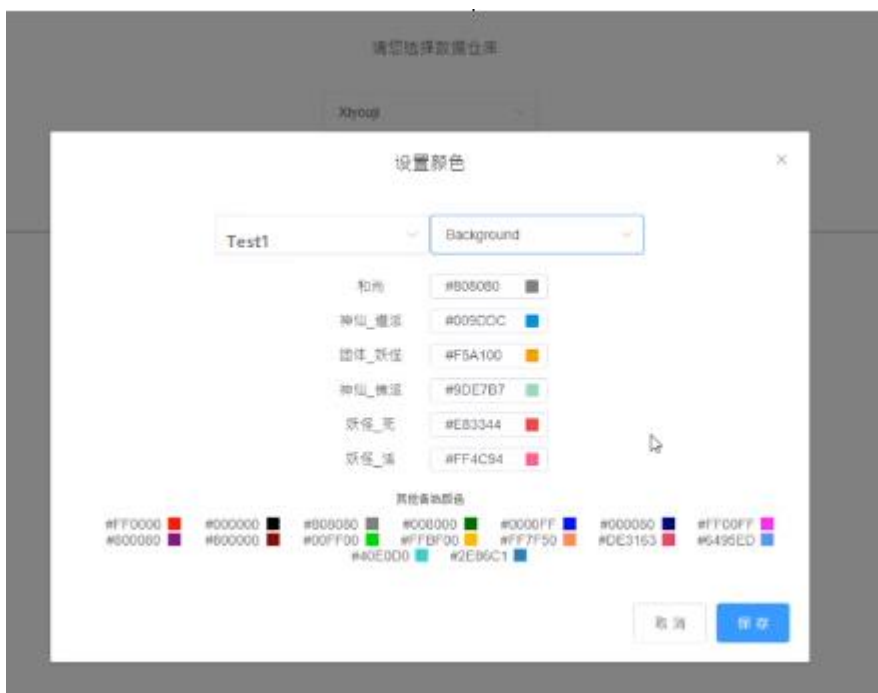 请您选择数据仓库
Xiyouji
设置颜色
Test1 Background
和尚 #808080
神仙_道派 #009DDC
团体_妖怪 #F5A100
神仙_佛派 #9DE7B7
妖怪_死 #E83344
妖怪_活 #FF4C94
其他备选颜色
#FF0000 #000000 #808080 #008000 #0000FF #000080 #FF00FF
#800080 #800000 #00FF00 #FFBF00 #FF7F50 #DE3163 #6495ED
#40E0D0 #2E86C1
取消 保存